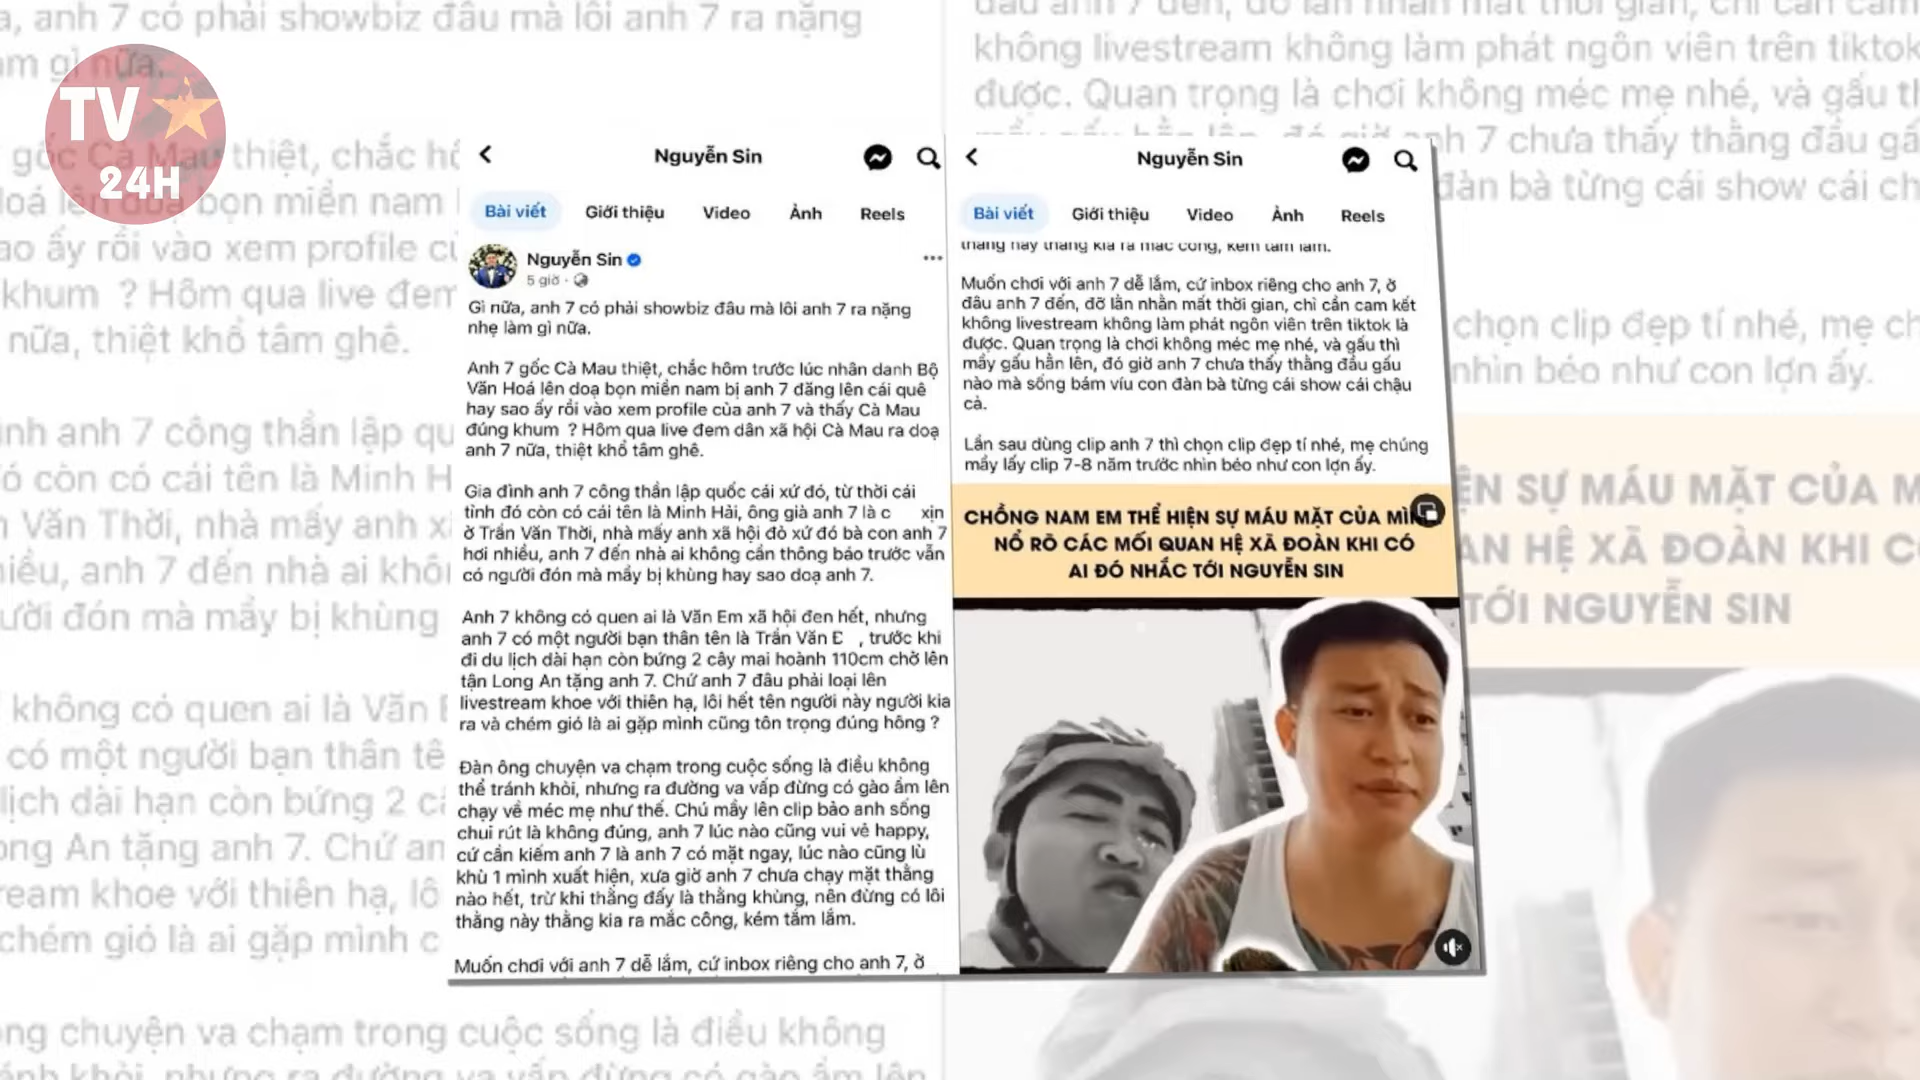 TV
24H
Nguyễn Sin
Bài viết Giới thiệu Video Ảnh Reels
Nguyễn Sin
5 giờ ·
Gì nữa, anh 7 có phải showbiz đâu mà lôi anh 7 ra nặng
nhẹ làm gì nữa.
Anh 7 gốc Cà Mau thiệt, chắc hôm trước lúc nhân danh Bộ
Văn Hoá lên doạ bọn miền nam bị anh 7 đăng lên cái quê
hay sao ấy rồi vào xem profile của anh 7 và thấy Cà Mau
đúng khum ? Hôm qua live đem dân xã hội Cà Mau ra doạ
anh 7 nữa, thiệt khổ tâm ghê.
Gia đình anh 7 công thần lập quốc cái xứ đó, từ thời cái
tỉnh đó còn có cái tên là Minh Hải, ông già anh 7 là c xịn
ở Trần Văn Thời, nhà mấy anh xã hội đỏ xứ đó bà con anh 7
hơi nhiều, anh 7 đến nhà ai không cần thông báo trước vẫn
có người đón mà mầy bị khùng hay sao doạ anh 7.
Anh 7 không có quen ai là Văn Em xã hội đen hết, nhưng
anh 7 có một người bạn thân tên là Trần Văn Đ , trước khi
đi du lịch dài hạn còn bứng 2 cây mai hoành 110cm chở lên
tận Long An tặng anh 7. Chứ anh 7 đâu phải loại lên
livestream khoe với thiên hạ, lôi hết tên người này người kia
ra và chém gió là ai gặp mình cũng tôn trọng đúng hông ?
Đàn ông chuyện va chạm trong cuộc sống là điều không
thể tránh khỏi, nhưng ra đường va vấp đừng có gào ầm lên
chạy về méc mẹ như thế. Chú mầy lên clip bảo anh sống
chui rút là không đúng, anh 7 lúc nào cũng vui vẻ happy,
cứ cần kiếm anh 7 là anh 7 có mặt ngay, lúc nào cũng lù
khù 1 mình xuất hiện, xưa giờ anh 7 chưa chạy mặt thằng
nào hết, trừ khi thằng đấy là thằng khùng, nên đừng có lôi
thằng này thằng kia ra mắc công, kém tắm lắm.
Muốn chơi với anh 7 dễ lắm, cứ inbox riêng cho anh 7, ở
Nguyễn Sin
Bài viết Giới thiệu Video Ảnh Reels
thằng này thằng kia ra mắc công, kém tắm lắm.
Muốn chơi với anh 7 dễ lắm, cứ inbox riêng cho anh 7, ở
đâu anh 7 đến, đỡ lằn nhằn mất thời gian, chỉ cần cam kết
không livestream không làm phát ngôn viên trên tiktok là
được. Quan trọng là chơi không méc mẹ nhé, và gấu thì
mầy gấu hẳn lên, đó giờ anh 7 chưa thấy thằng đầu gấu
nào mà sống bám víu con đàn bà từng cái show cái chậu
cả.
Lần sau dùng clip anh 7 thì chọn clip đẹp tí nhé, mẹ chúng
mầy lấy clip 7-8 năm trước nhìn béo như con lợn ấy.
CHỒNG NAM EM THỂ HIỆN SỰ MÁU MẶT CỦA MÌNH
NỔ RÕ CÁC MỐI QUAN HỆ XÃ ĐOÀN KHI CÓ
AI ĐÓ NHẮC TỚI NGUYỄN SIN